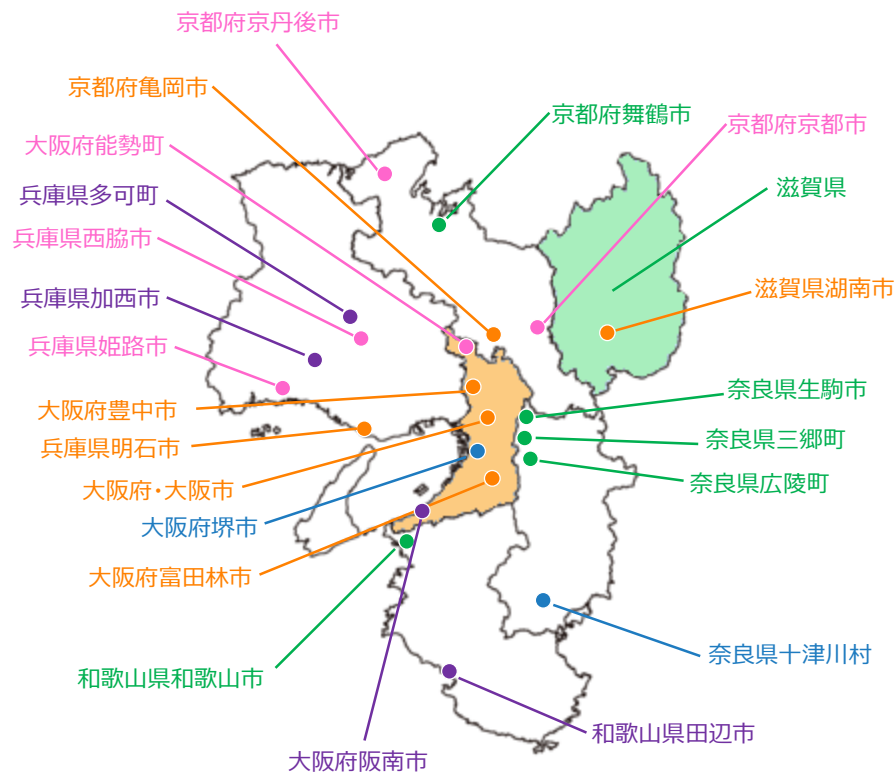 京都府京丹後市
京都府亀岡市
京都府舞鶴市
京都府京都市
大阪府能勢町
兵庫県多可町
滋賀県
兵庫県西脇市
兵庫県加西市
滋賀県湖南市
兵庫県姫路市
奈良県生駒市
大阪府豊中市
兵庫県明石市
奈良県三郷町
大阪府・大阪市
奈良県広陵町
大阪府堺市
大阪府富田林市
奈良県十津川村
和歌山県和歌山市
和歌山県田辺市
大阪府阪南市